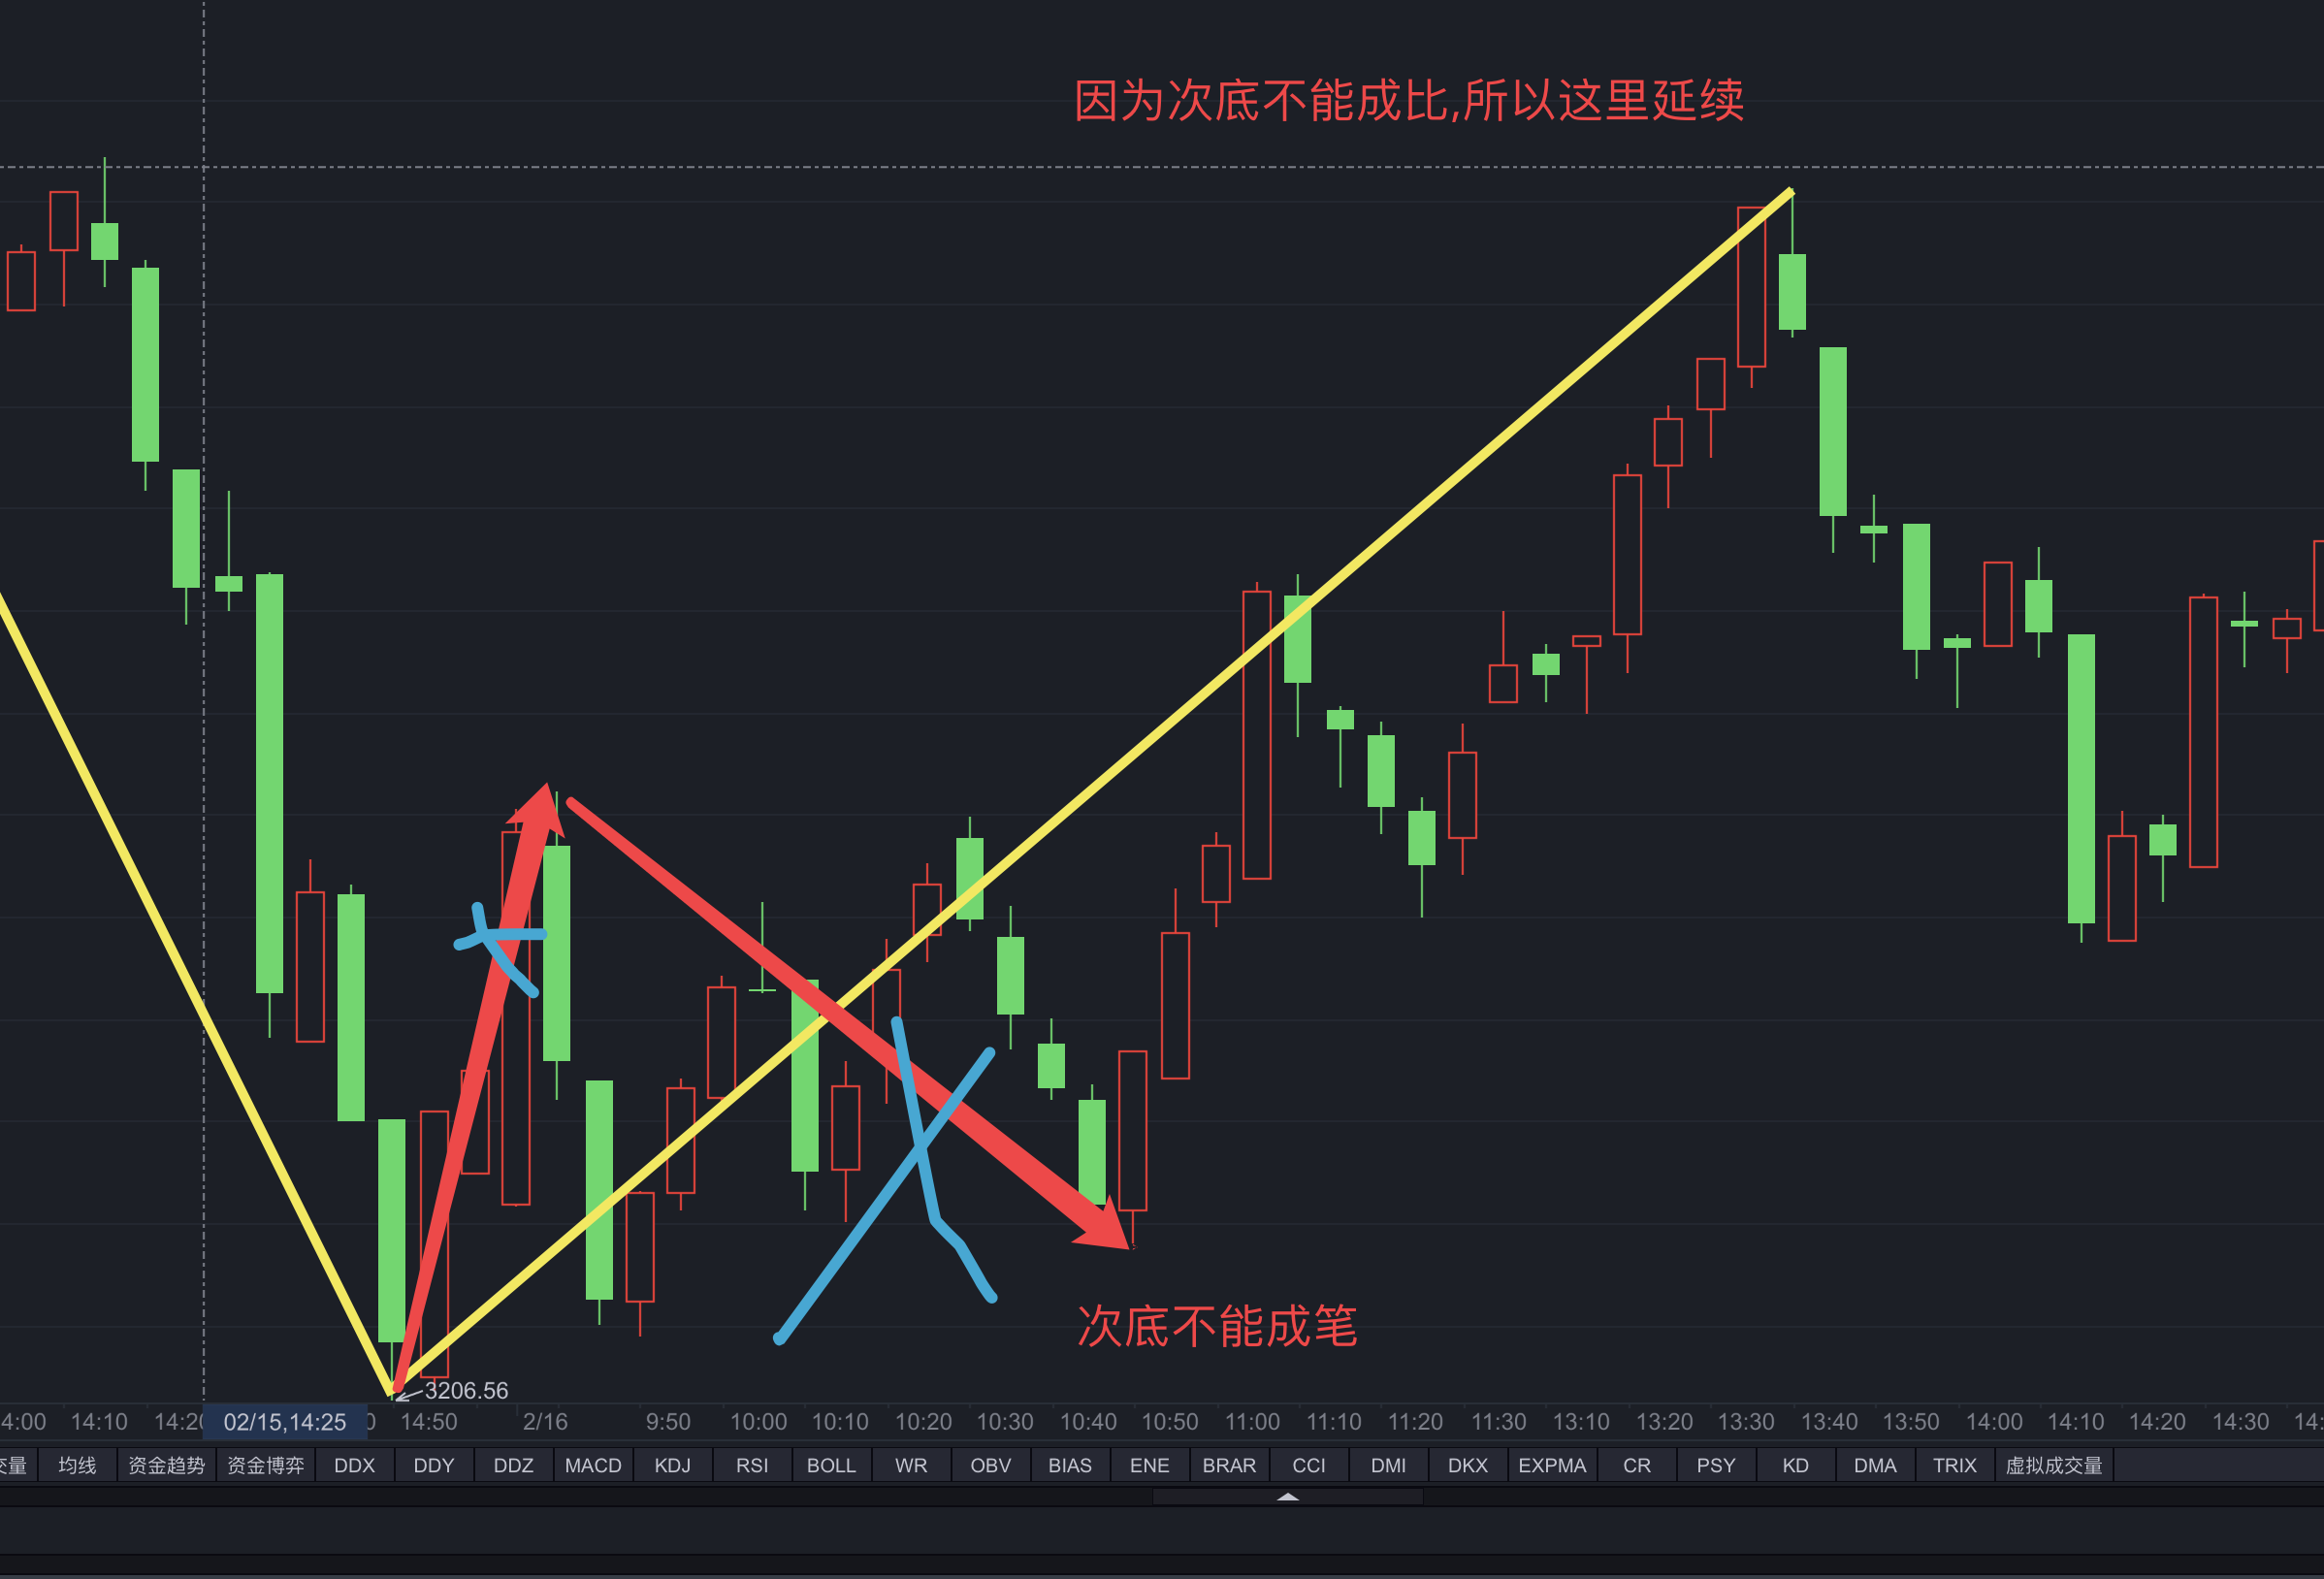 因为次底不能成比,所以这里延续
次底不能成笔
3206.56
4:00 14:10 14:20 02/15,14:25 0 14:50 2/16 9:50 10:00 10:10 10:20 10:30 10:40 10:50 11:00 11:10 11:20 11:30 13:10 13:20 13:30 13:40 13:50 14:00 14:10 14:20 14:30 14:
交量 均线 资金趋势 资金博弈 DDX DDY DDZ MACD KDJ RSI BOLL WR OBV BIAS ENE BRAR CCI DMI DKX EXPMA CR PSY KD DMA TRIX 虚拟成交量